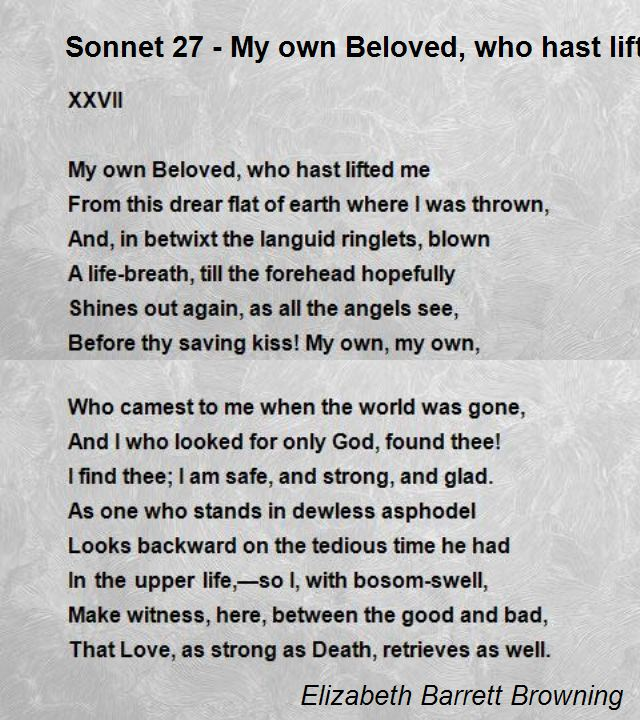 Sonnet 27 - My own Beloved, who hast lift
XXVII
My own Beloved, who hast lifted me
From this drear flat of earth where I was thrown,
And, in betwixt the languid ringlets, blown
A life-breath, till the forehead hopefully
Shines out again, as all the angels see,
Before thy saving kiss! My own, my own,
Who camest to me when the world was gone,
And I who looked for only God, found thee!
I find thee; I am safe, and strong, and glad.
As one who stands in dewless asphodel
Looks backward on the tedious time he had
In the upper life,—so I, with bosom-swell,
Make witness, here, between the good and bad,
That Love, as strong as Death, retrieves as well.
Elizabeth Barrett Browning